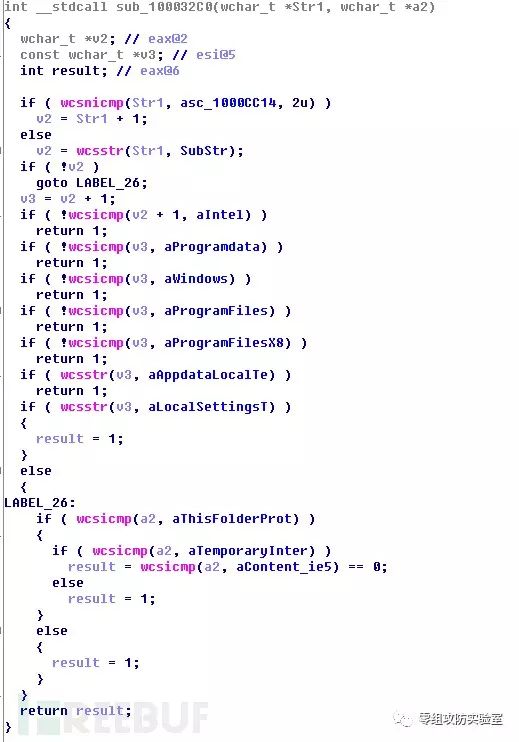 int __stdcall sub_100032C0(wchar_t *Str1, wchar_t *a2)
{
  wchar_t *v2; // eax@2
  const wchar_t *v3; // esi@5
  int result; // eax@6

  if ( wcsnicmp(Str1, asc_1000CC14, 2u) )
    v2 = Str1 + 1;
  else
    v2 = wcsstr(Str1, SubStr);
  if ( !v2 )
    goto LABEL_26;
  v3 = v2 + 1;
  if ( !wcsicmp(v2 + 1, aIntel) )
    return 1;
  if ( !wcsicmp(v3, aProgramdata) )
    return 1;
  if ( !wcsicmp(v3, aWindows) )
    return 1;
  if ( !wcsicmp(v3, aProgramFiles) )
    return 1;
  if ( !wcsicmp(v3, aProgramFilesX8) )
    return 1;
  if ( wcsstr(v3, aAppdataLocalTe) )
    return 1;
  if ( wcsstr(v3, aLocalSettingsT) )
  {
    result = 1;
  }
  else
  {
LABEL_26:
    if ( wcsicmp(a2, aThisFolderProt) )
    {
      if ( wcsicmp(a2, aTemporaryInter) )
        result = wcsicmp(a2, aContent_ie5) == 0;
      else
        result = 1;
    }
    else
    {
      result = 1;
    }
  }
  return result;
}
REEBUF
零组攻防实验室